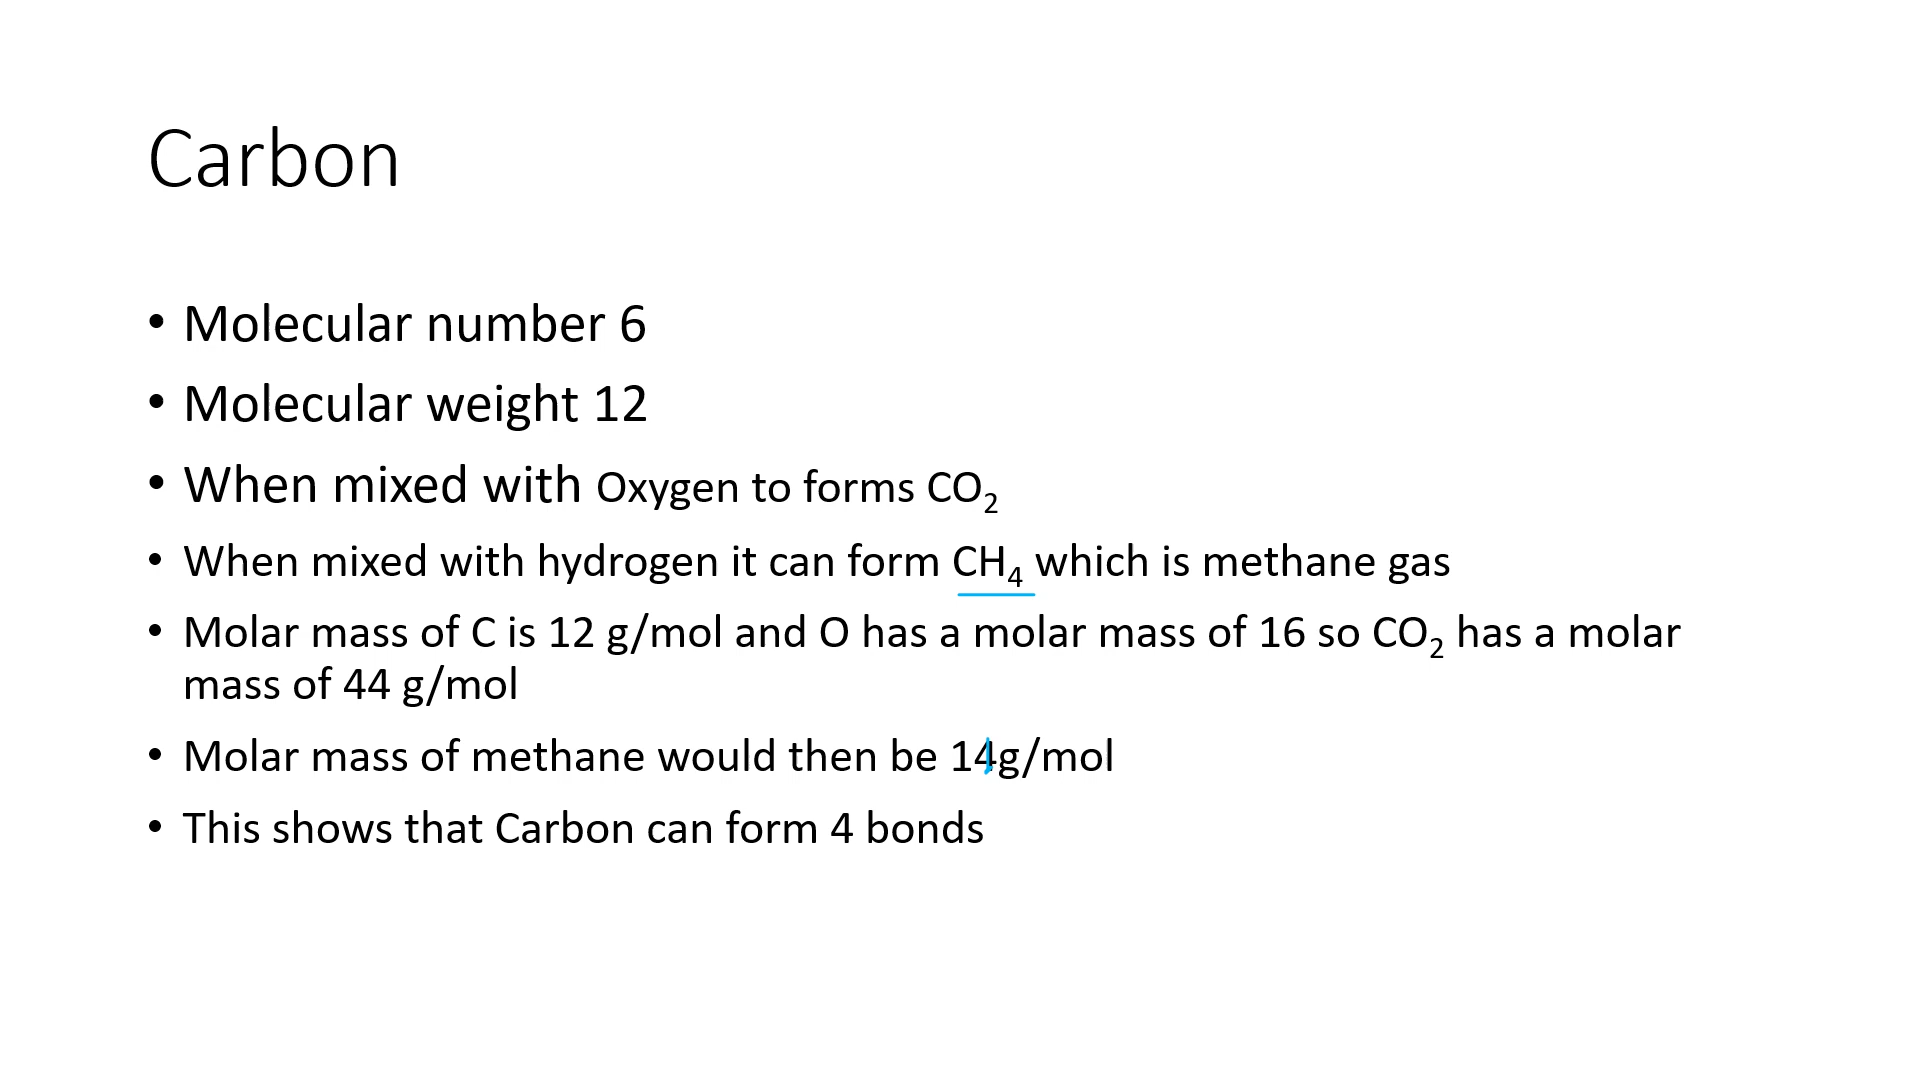 Carbon
• Molecular number 6
• Molecular weight 12
• When mixed with Oxygen to forms CO₂
• When mixed with hydrogen it can form CH₄ which is methane gas
• Molar mass of C is 12 g/mol and O has a molar mass of 16 so CO₂ has a molar
mass of 44 g/mol
• Molar mass of methane would then be 14g/mol
• This shows that Carbon can form 4 bonds